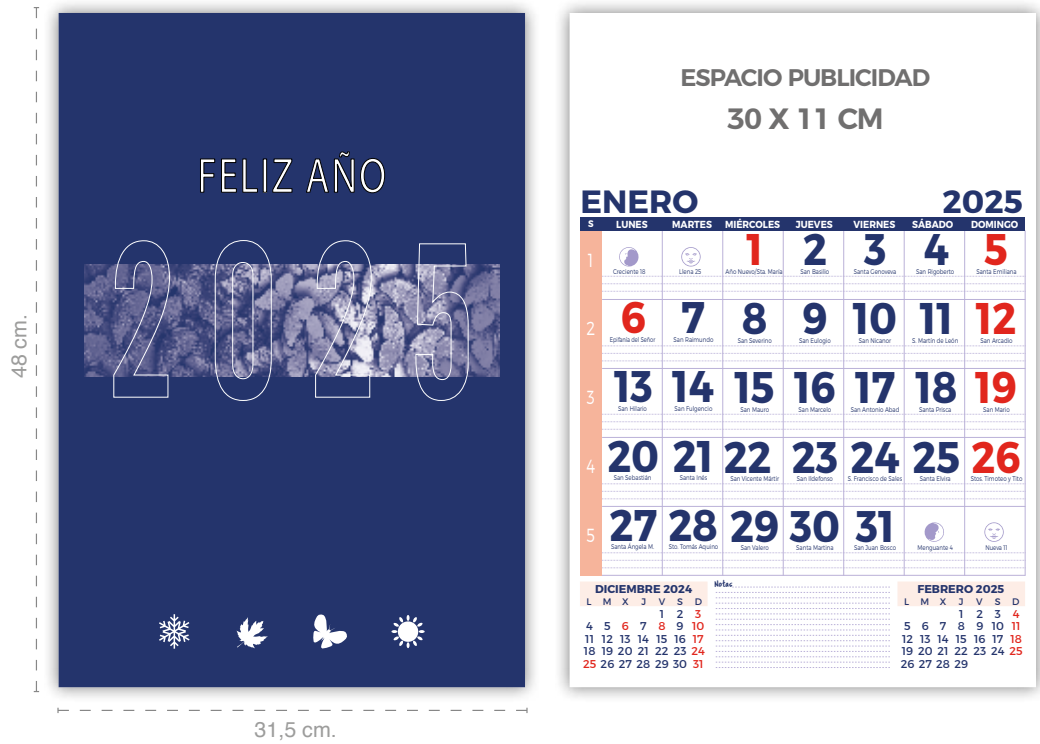 48 cm.
31,5 cm.
FELIZ AÑO
2025
ESPACIO PUBLICIDAD
30 X 11 CM
ENERO 2025
S LUNES MARTES MIÉRCOLES JUEVES VIERNES SÁBADO DOMINGO
1 1 2 3 4 5
Creciente 18 Llena 25 Año Nuevo/Sta. María San Basilio Santa Genoveva San Rigoberto Santa Emiliana
2 6 7 8 9 10 11 12
Epifanía del Señor San Raimundo San Severino San Eulogio San Nicanor S. Martín de León San Arcadio
3 13 14 15 16 17 18 19
San Hilario San Fulgencio San Mauro San Marcelo San Antonio Abad Santa Prisca San Mario
4 20 21 22 23 24 25 26
San Sebastián Santa Inés San Vicente Mártir San Ildefonso S. Francisco de Sales Santa Elvira Stos. Timoteo y Tito
5 27 28 29 30 31
Santa Ángela M. Sto. Tomás Aquino San Valero Santa Martina San Juan Bosco Menguante 4 Nueva 11
DICIEMBRE 2024
L M X J V S D
1 2 3
4 5 6 7 8 9 10
11 12 13 14 15 16 17
18 19 20 21 22 23 24
25 26 27 28 29 30 31
Notas
FEBRERO 2025
L M X J V S D
1 2 3 4
5 6 7 8 9 10 11
12 13 14 15 16 17 18
19 20 21 22 23 24 25
26 27 28 29